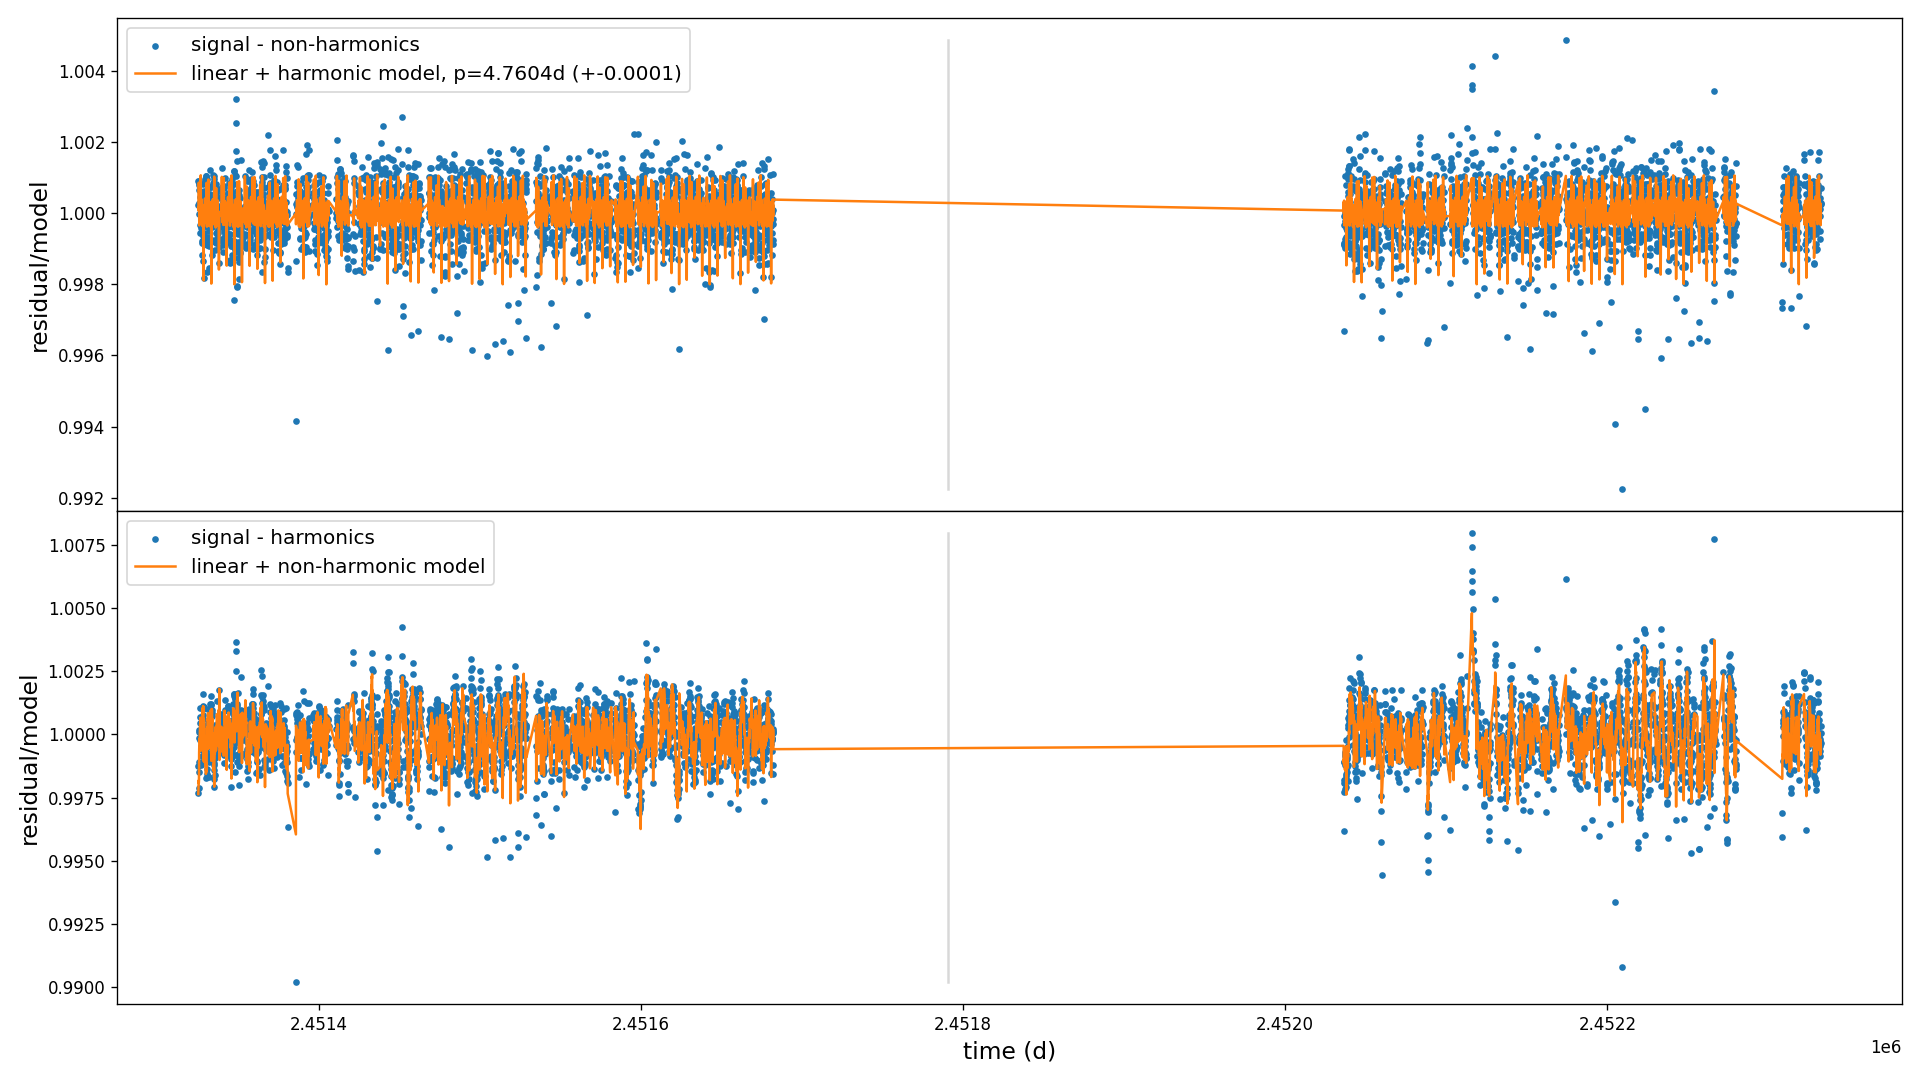 signal - non-harmonics
linear + harmonic model, p=4.7604d (+-0.0001)
1.004
1.002
1.000
0.998
0.996
0.994
0.992
residual/model
signal - harmonics
linear + non-harmonic model
1.0075
1.0050
1.0025
1.0000
0.9975
0.9950
0.9925
0.9900
residual/model
2.4514 2.4516 2.4518 2.4520 2.4522
time (d)
1e6